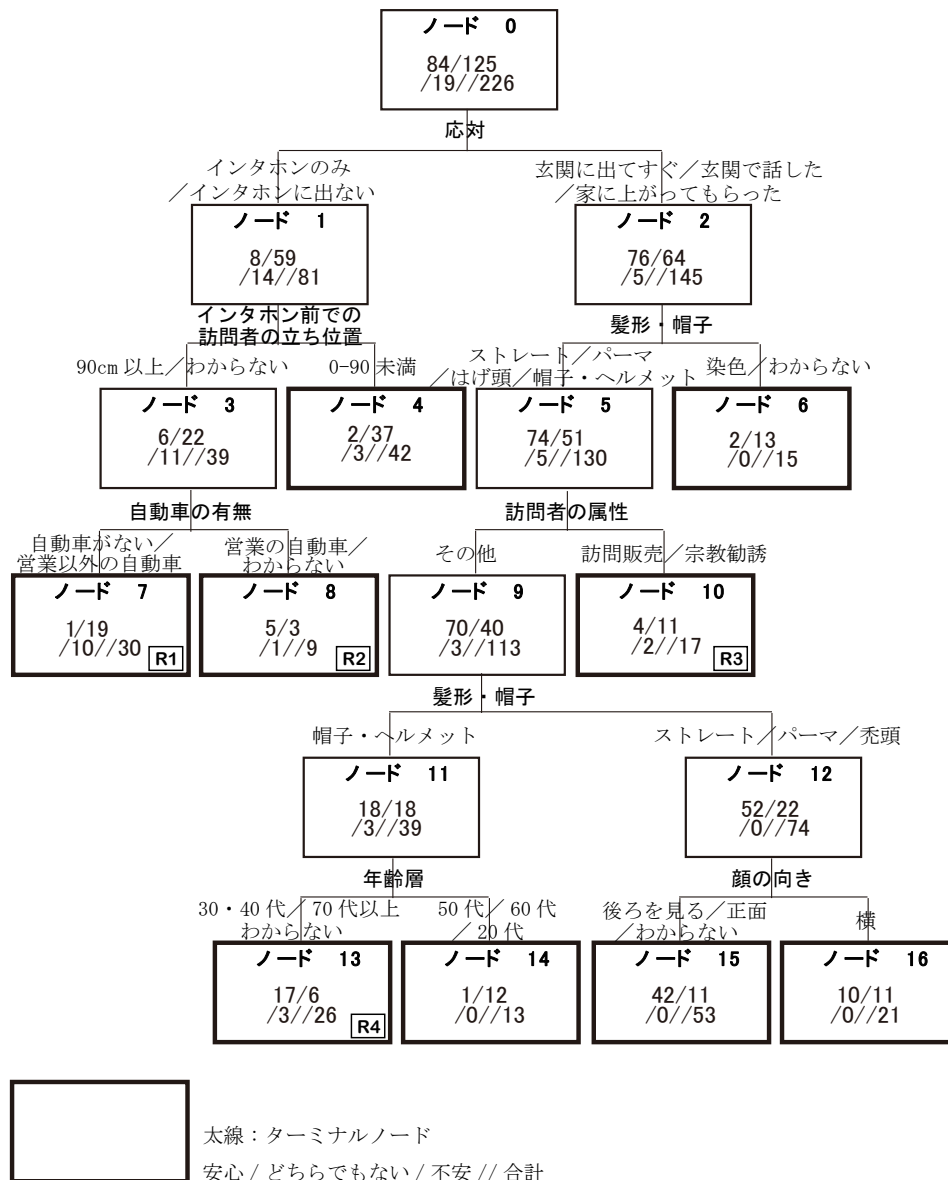 ノード 0
84/125
/19//226
応対
インタホンのみ
/インタホンに出ない
玄関に出てすぐ/玄関で話した
/家に上がってもらった
ノード 1
8/59
/14//81
ノード 2
76/64
/5//145
インタホン前での
訪問者の立ち位置
髪形・帽子
90cm 以上/わからない
0-90 未満
ストレート/パーマ
/はげ頭/帽子・ヘルメット
染色/わからない
ノード 3
6/22
/11//39
ノード 4
2/37
/3//42
ノード 5
74/51
/5//130
ノード 6
2/13
/0//15
自動車の有無
訪問者の属性
自動車がない/
営業以外の自動車
営業の自動車/
わからない
その他
訪問販売/宗教勧誘
ノード 7
1/19
/10//30
R1
ノード 8
5/3
/1//9
R2
ノード 9
70/40
/3//113
ノード 10
4/11
/2//17
R3
髪形・帽子
帽子・ヘルメット
ストレート/パーマ/禿頭
ノード 11
18/18
/3//39
ノード 12
52/22
/0//74
年齢層
顔の向き
30・40 代/70 代以上
わからない
50 代/60 代
/20 代
後ろを見る/正面
/わからない
横
ノード 13
17/6
/3//26
R4
ノード 14
1/12
/0//13
ノード 15
42/11
/0//53
ノード 16
10/11
/0//21
太線:ターミナルノード
安心 / どちらでもない / 不安 // 合計